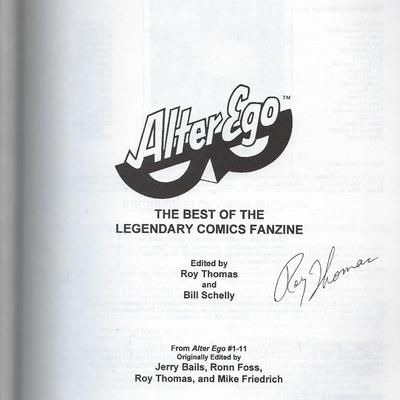 Alter Ego™
THE BEST OF THE
LEGENDARY COMICS FANZINE
Edited by
Roy Thomas
and
Bill Schelly
Roy Thomas
From Alter Ego #1-11
Originally Edited by
Jerry Bails, Ronn Foss,
Roy Thomas, and Mike Friedrich